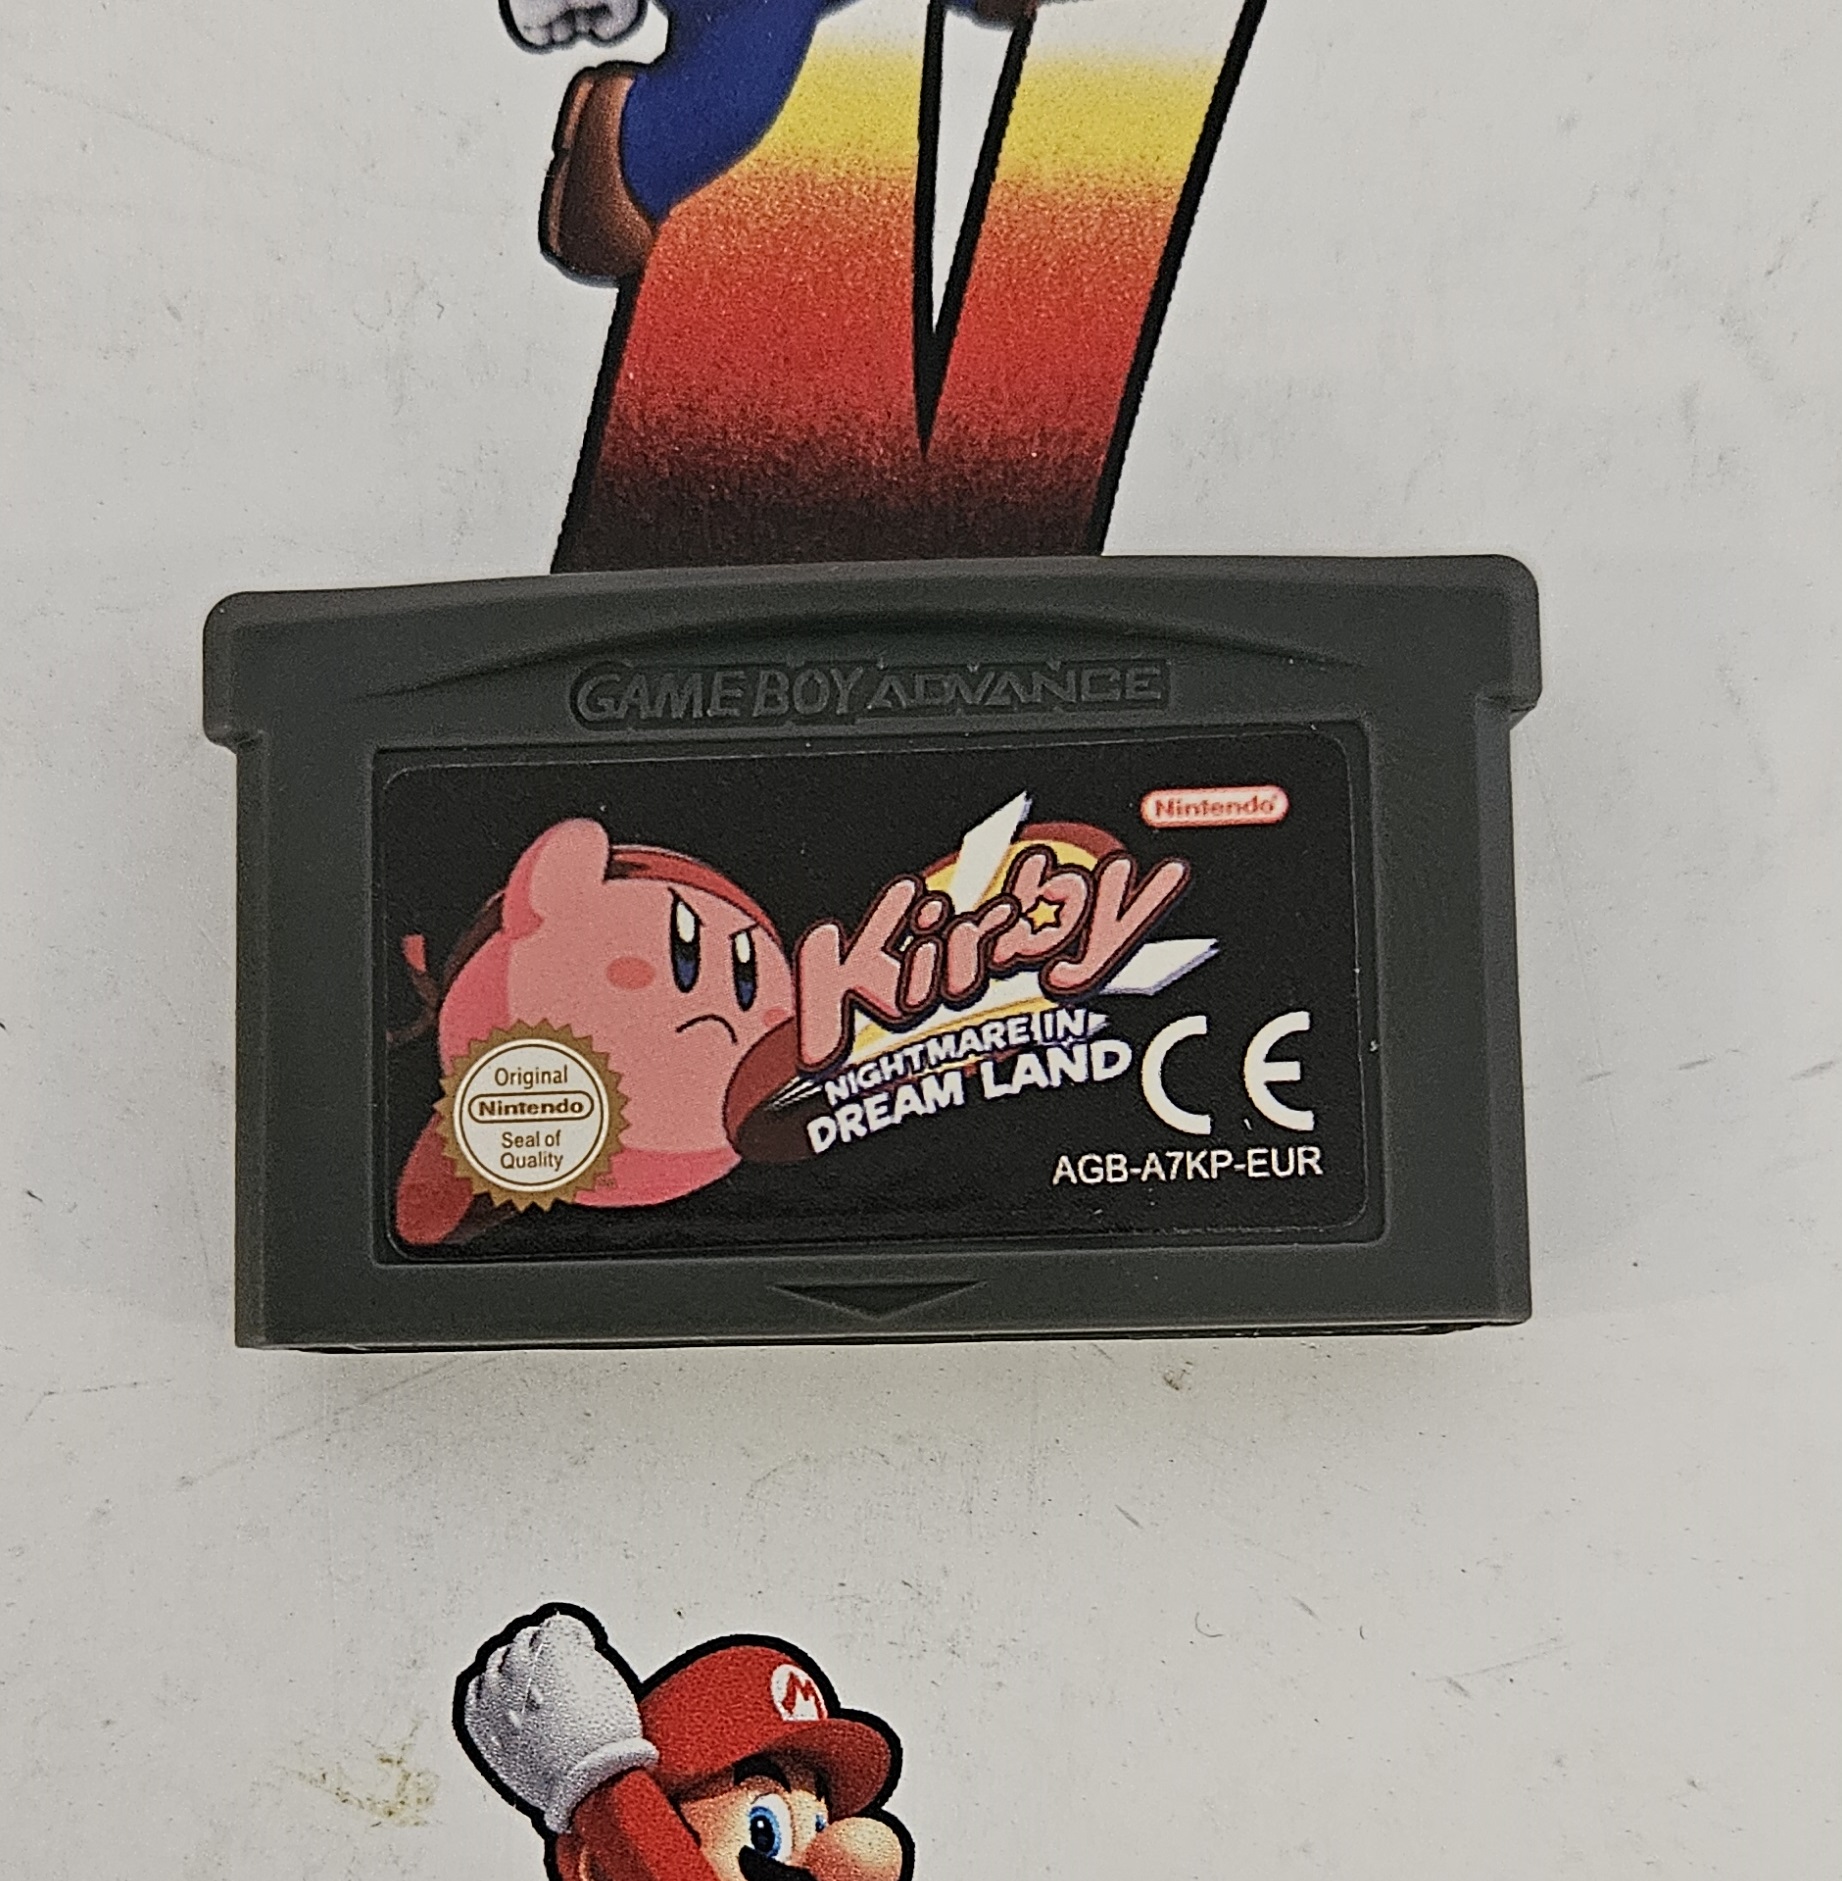 GAME BOY ADVANCE
Nintendo
Kirby
NIGHTMARE IN
DREAM LAND
CE
Original
Nintendo
Seal of
Quality
AGB-A7KP-EUR
M